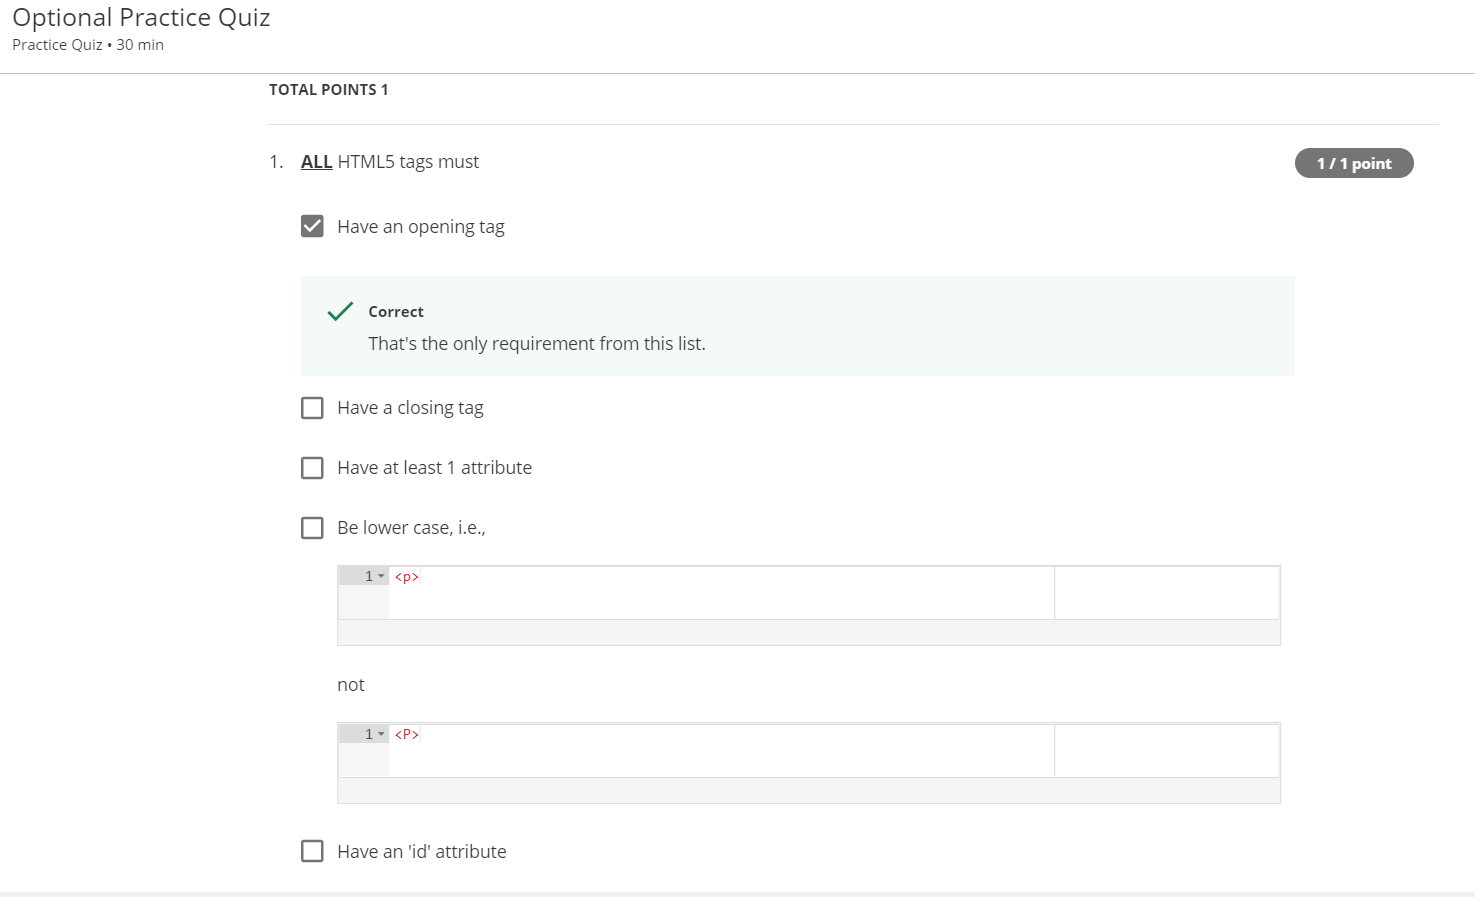 Optional Practice Quiz
Practice Quiz • 30 min
TOTAL POINTS 1
1. ALL HTML5 tags must
1 / 1 point
Have an opening tag
Correct
That's the only requirement from this list.
Have a closing tag
Have at least 1 attribute
Be lower case, i.e.,
1 <p>
not
1 <P>
Have an 'id' attribute